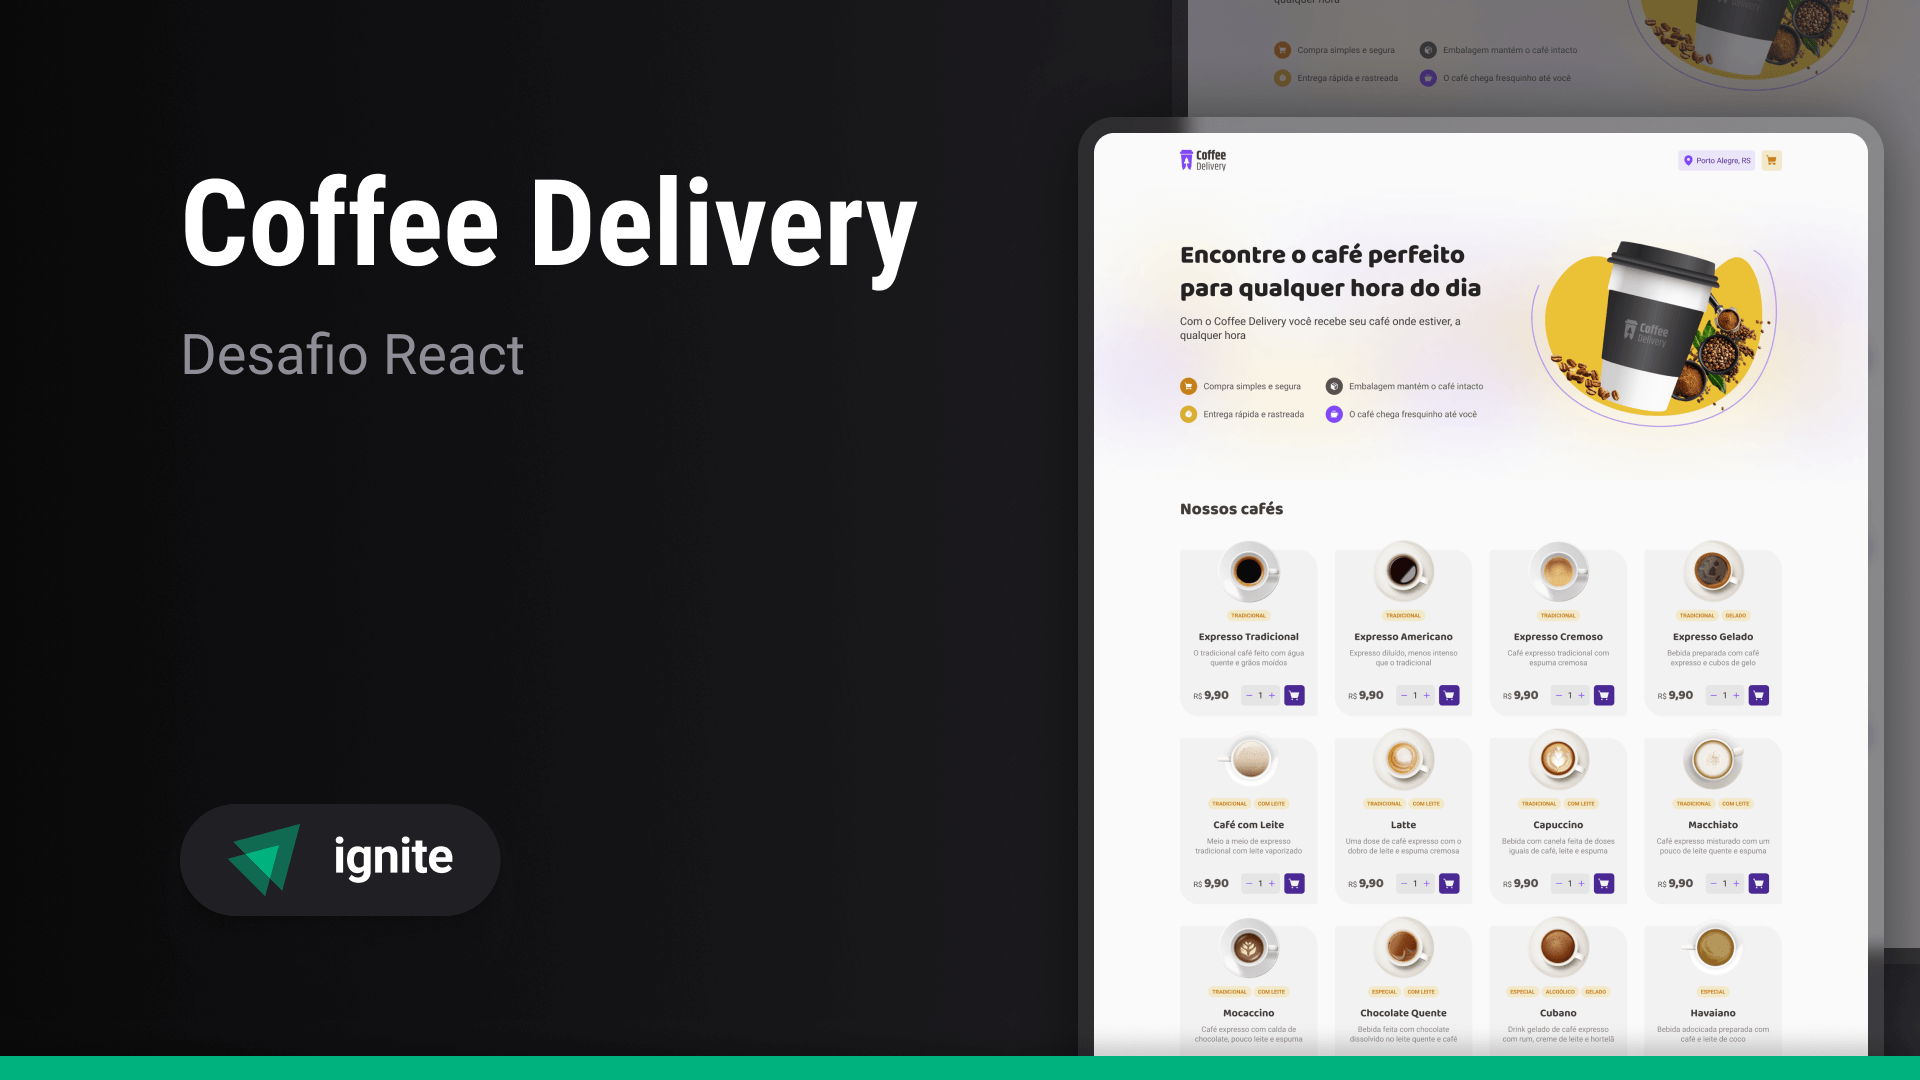 Coffee Delivery
Desafio React
ignite
qualquer hora
Compra simples e segura
Embalagem mantém o café intacto
Entrega rápida e rastreada
O café chega fresquinho até você
Coffee
Delivery
Porto Alegre, RS
Encontre o café perfeito
para qualquer hora do dia
Com o Coffee Delivery você recebe seu café onde estiver, a
qualquer hora
Coffee
Delivery
Compra simples e segura
Embalagem mantém o café intacto
Entrega rápida e rastreada
O café chega fresquinho até você
Nossos cafés
TRADICIONAL
Expresso Tradicional
O tradicional café feito com água
quente e grãos moídos
R$ 9,90 − 1 +
TRADICIONAL
Expresso Americano
Expresso diluído, menos intenso
que o tradicional
R$ 9,90 − 1 +
TRADICIONAL
Expresso Cremoso
Café expresso tradicional com
espuma cremosa
R$ 9,90 − 1 +
TRADICIONAL GELADO
Expresso Gelado
Bebida preparada com café
expresso e cubos de gelo
R$ 9,90 − 1 +
TRADICIONAL COM LEITE
Café com Leite
Meio a meio de expresso
tradicional com leite vaporizado
R$ 9,90 − 1 +
TRADICIONAL COM LEITE
Latte
Uma dose de café expresso com o
dobro de leite e espuma cremosa
R$ 9,90 − 1 +
TRADICIONAL COM LEITE
Capuccino
Bebida com canela feita de doses
iguais de café, leite e espuma
R$ 9,90 − 1 +
TRADICIONAL COM LEITE
Macchiato
Café expresso misturado com um
pouco de leite quente e espuma
R$ 9,90 − 1 +
TRADICIONAL COM LEITE
Mocaccino
Café expresso com calda de
chocolate, pouco leite e espuma
ESPECIAL COM LEITE
Chocolate Quente
Bebida feita com chocolate
dissolvido no leite quente e café
ESPECIAL ALCOÓLICO GELADO
Cubano
Drink gelado de café expresso
com rum, creme de leite e hortelã
ESPECIAL
Havaiano
Bebida adocicada preparada com
café e leite de coco